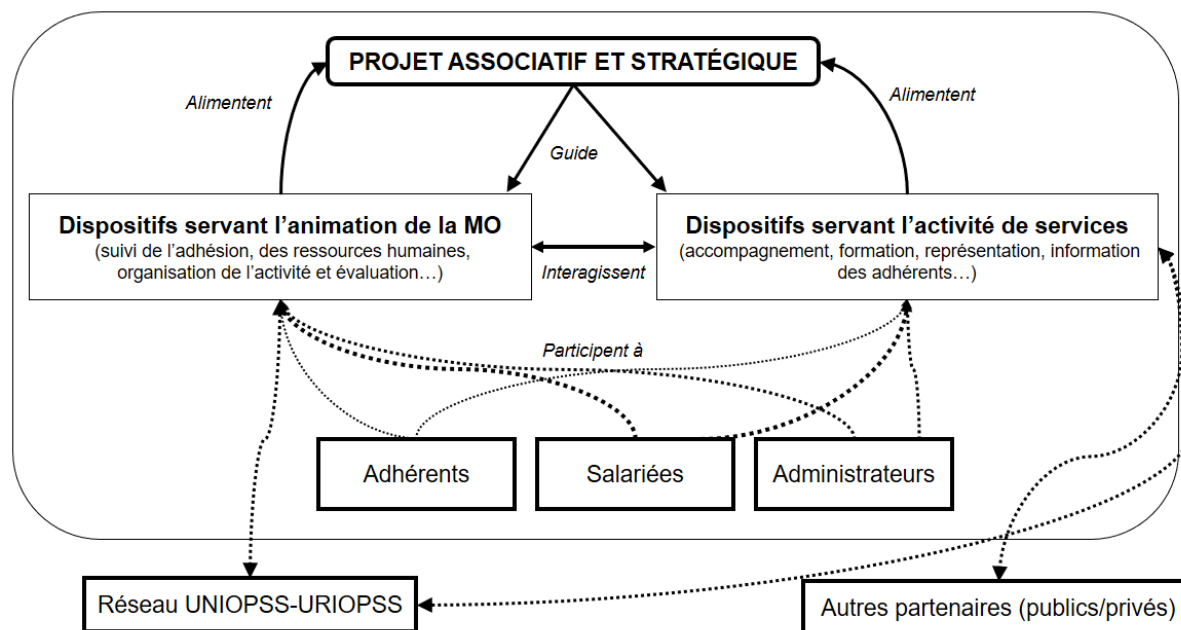 PROJET ASSOCIATIF ET STRATÉGIQUE
Alimentent
Alimentent
Guide
Dispositifs servant l’animation de la MO
(suivi de l’adhésion, des ressources humaines,
organisation de l’activité et évaluation…)
Interagissent
Dispositifs servant l’activité de services
(accompagnement, formation, représentation, information
des adhérents…)
Participent à
Adhérents
Salariées
Administrateurs
Réseau UNIOPSS-URIOPSS
Autres partenaires (publics/privés)